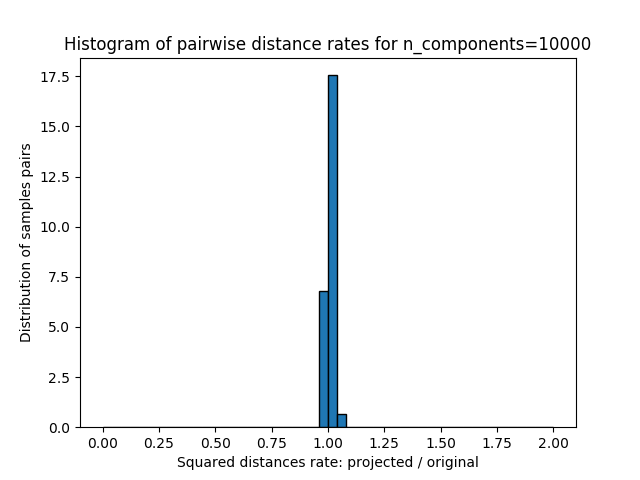 Histogram of pairwise distance rates for n_components=10000
17.5
15.0
12.5
10.0
7.5
5.0
2.5
0.0
Distribution of samples pairs
0.00 0.25 0.50 0.75 1.00 1.25 1.50 1.75 2.00
Squared distances rate: projected / original